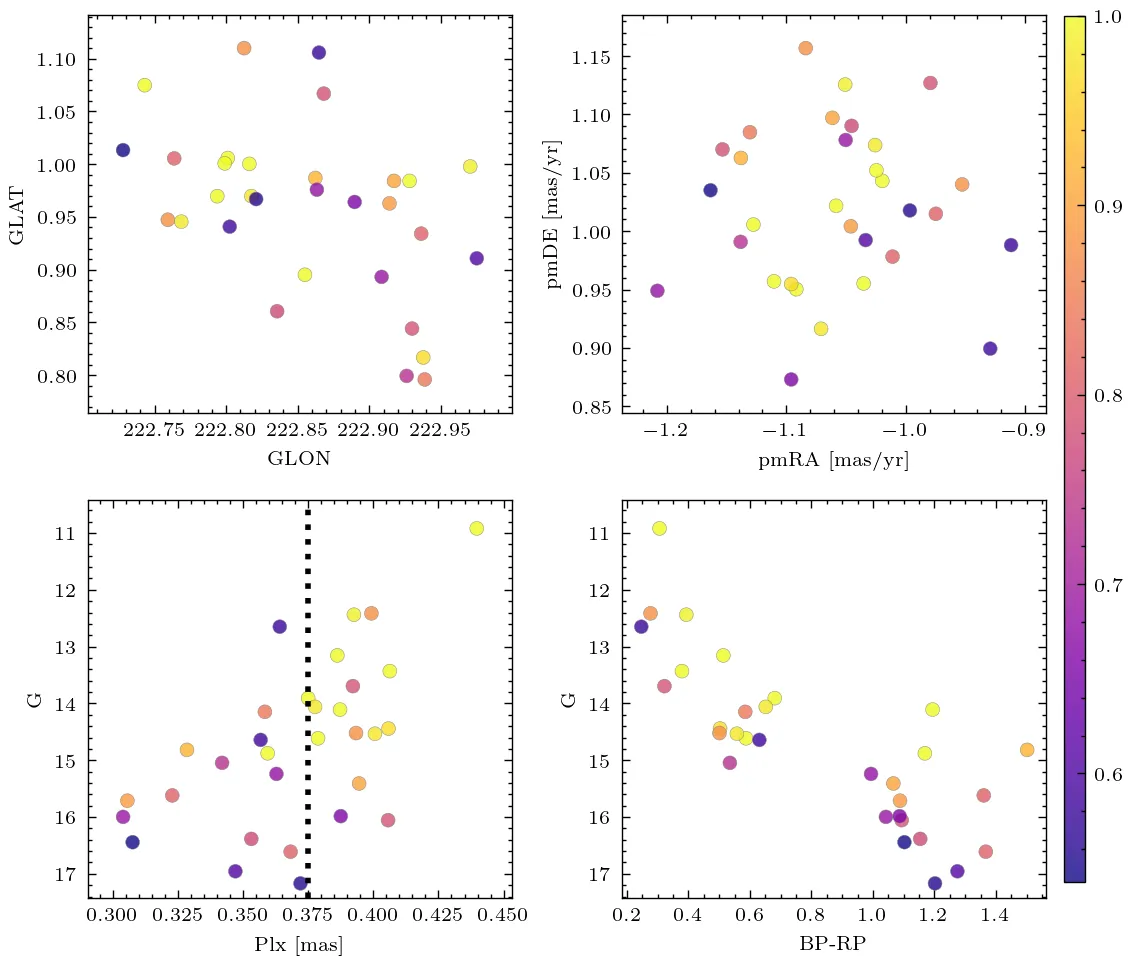 1.10
1.05
1.00
0.95
0.90
0.85
0.80
GLAT
222.75 222.80 222.85 222.90 222.95
GLON
1.15
1.10
1.05
1.00
0.95
0.90
0.85
pmDE [mas/yr]
−1.2 −1.1 −1.0 −0.9
pmRA [mas/yr]
1.0
0.9
0.8
0.7
0.6
11
12
13
14
15
16
17
G
0.300 0.325 0.350 0.375 0.400 0.425 0.450
Plx [mas]
11
12
13
14
15
16
17
G
0.2 0.4 0.6 0.8 1.0 1.2 1.4
BP-RP